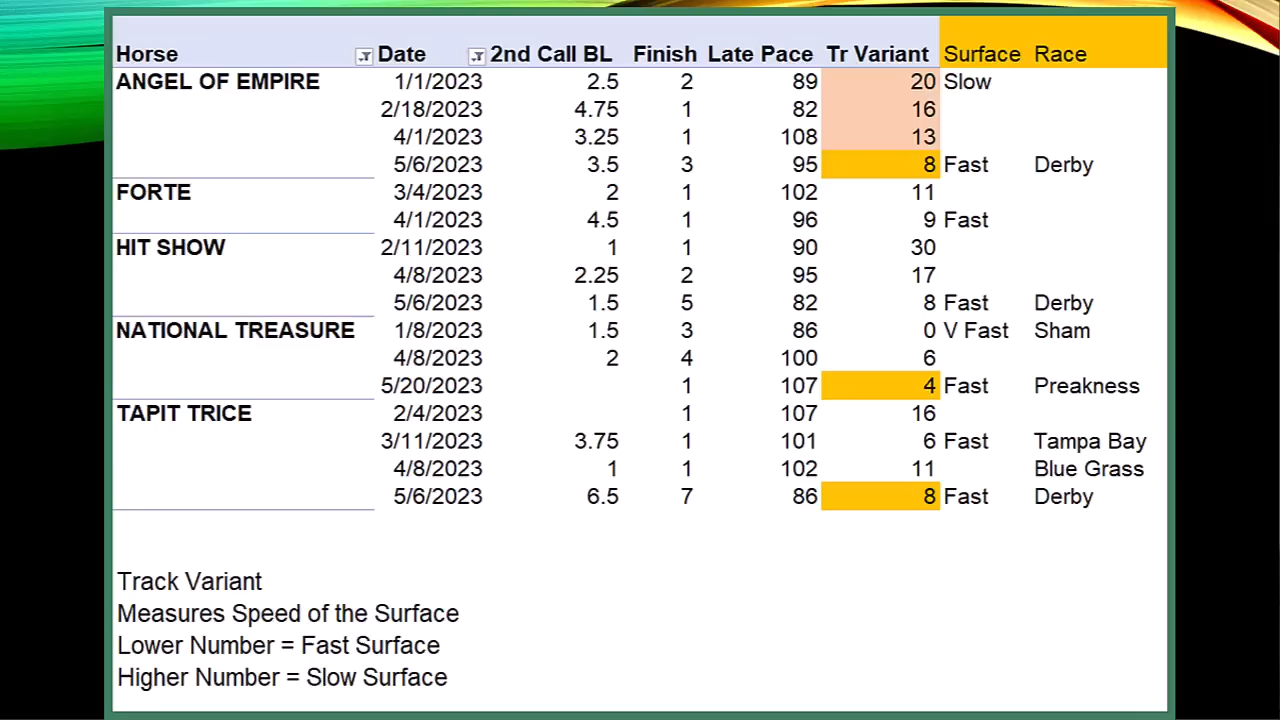 Horse Date 2nd Call BL Finish Late Pace Tr Variant Surface Race
ANGEL OF EMPIRE 1/1/2023 2.5 2 89 20 Slow
2/18/2023 4.75 1 82 16
4/1/2023 3.25 1 108 13
5/6/2023 3.5 3 95 8 Fast Derby
FORTE 3/4/2023 2 1 102 11
4/1/2023 4.5 1 96 9 Fast
HIT SHOW 2/11/2023 1 1 90 30
4/8/2023 2.25 2 95 17
5/6/2023 1.5 5 82 8 Fast Derby
NATIONAL TREASURE 1/8/2023 1.5 3 86 0 V Fast Sham
4/8/2023 2 4 100 6
5/20/2023 1 107 4 Fast Preakness
TAPIT TRICE 2/4/2023 1 107 16
3/11/2023 3.75 1 101 6 Fast Tampa Bay
4/8/2023 1 1 102 11 Blue Grass
5/6/2023 6.5 7 86 8 Fast Derby
Track Variant
Measures Speed of the Surface
Lower Number = Fast Surface
Higher Number = Slow Surface